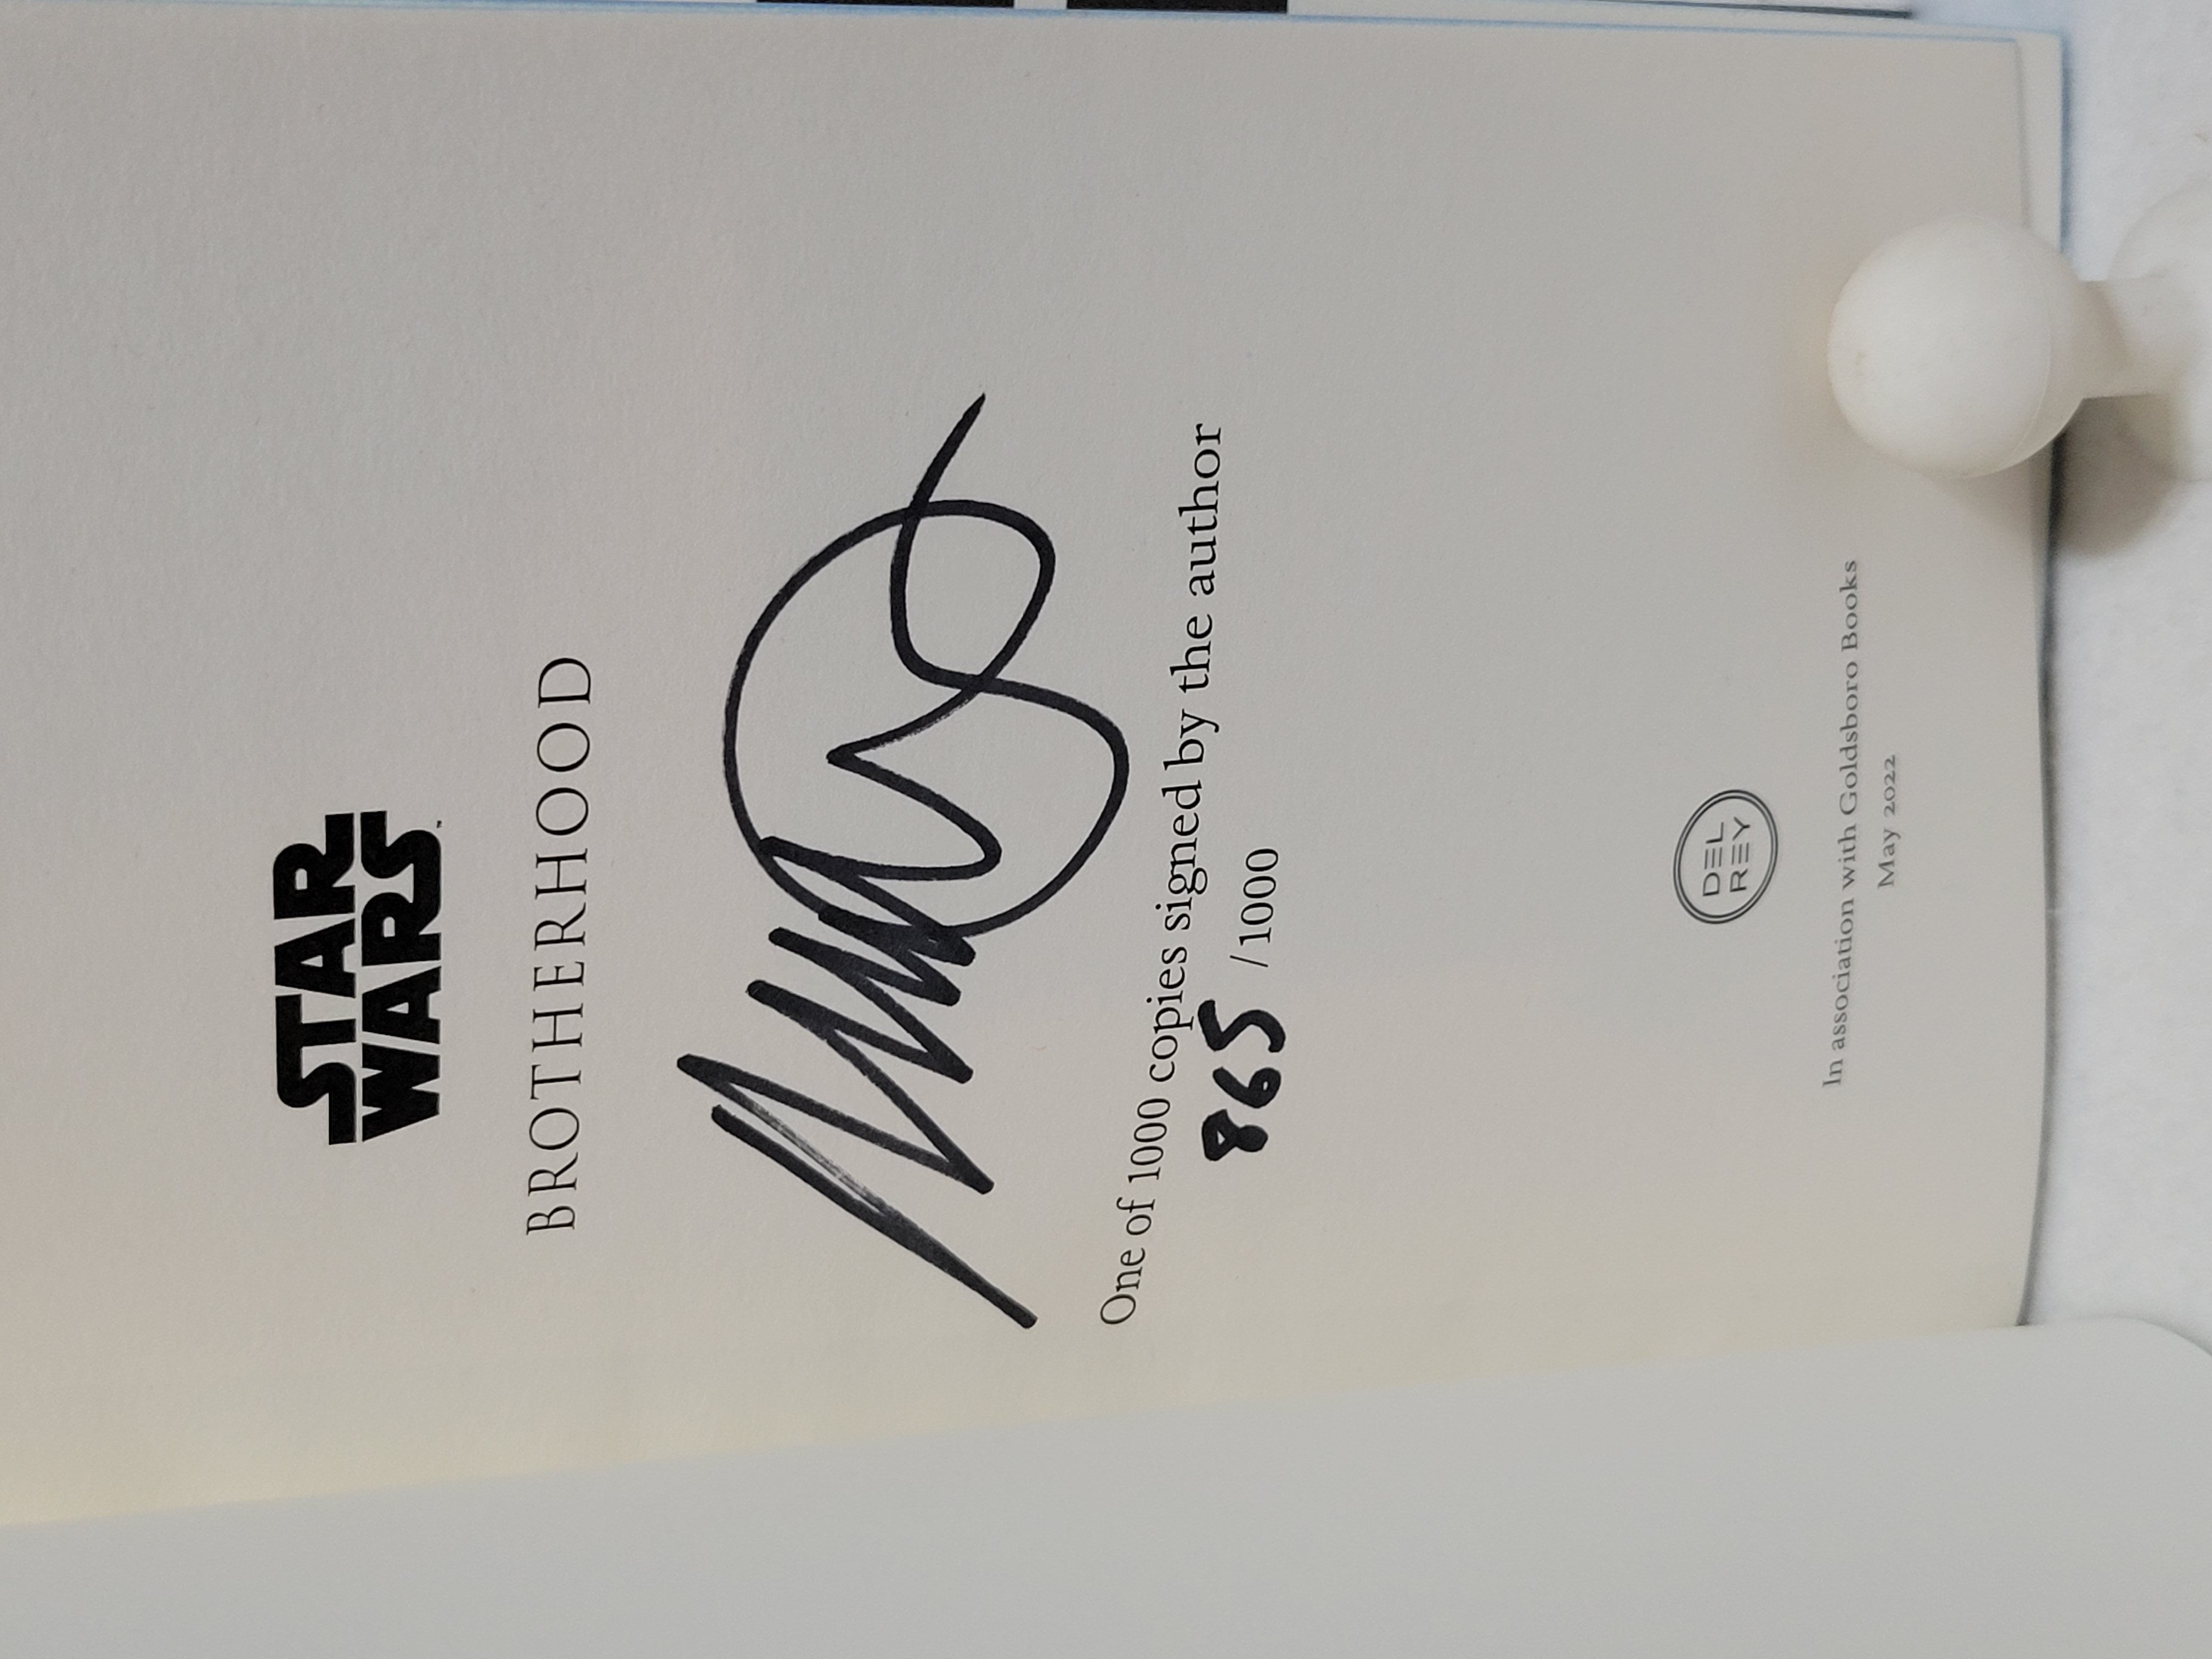 STAR
WARS™
BROTHERHOOD
One of 1000 copies signed by the author
865 /1000
DEL
REY
In association with Goldsboro Books
May 2022